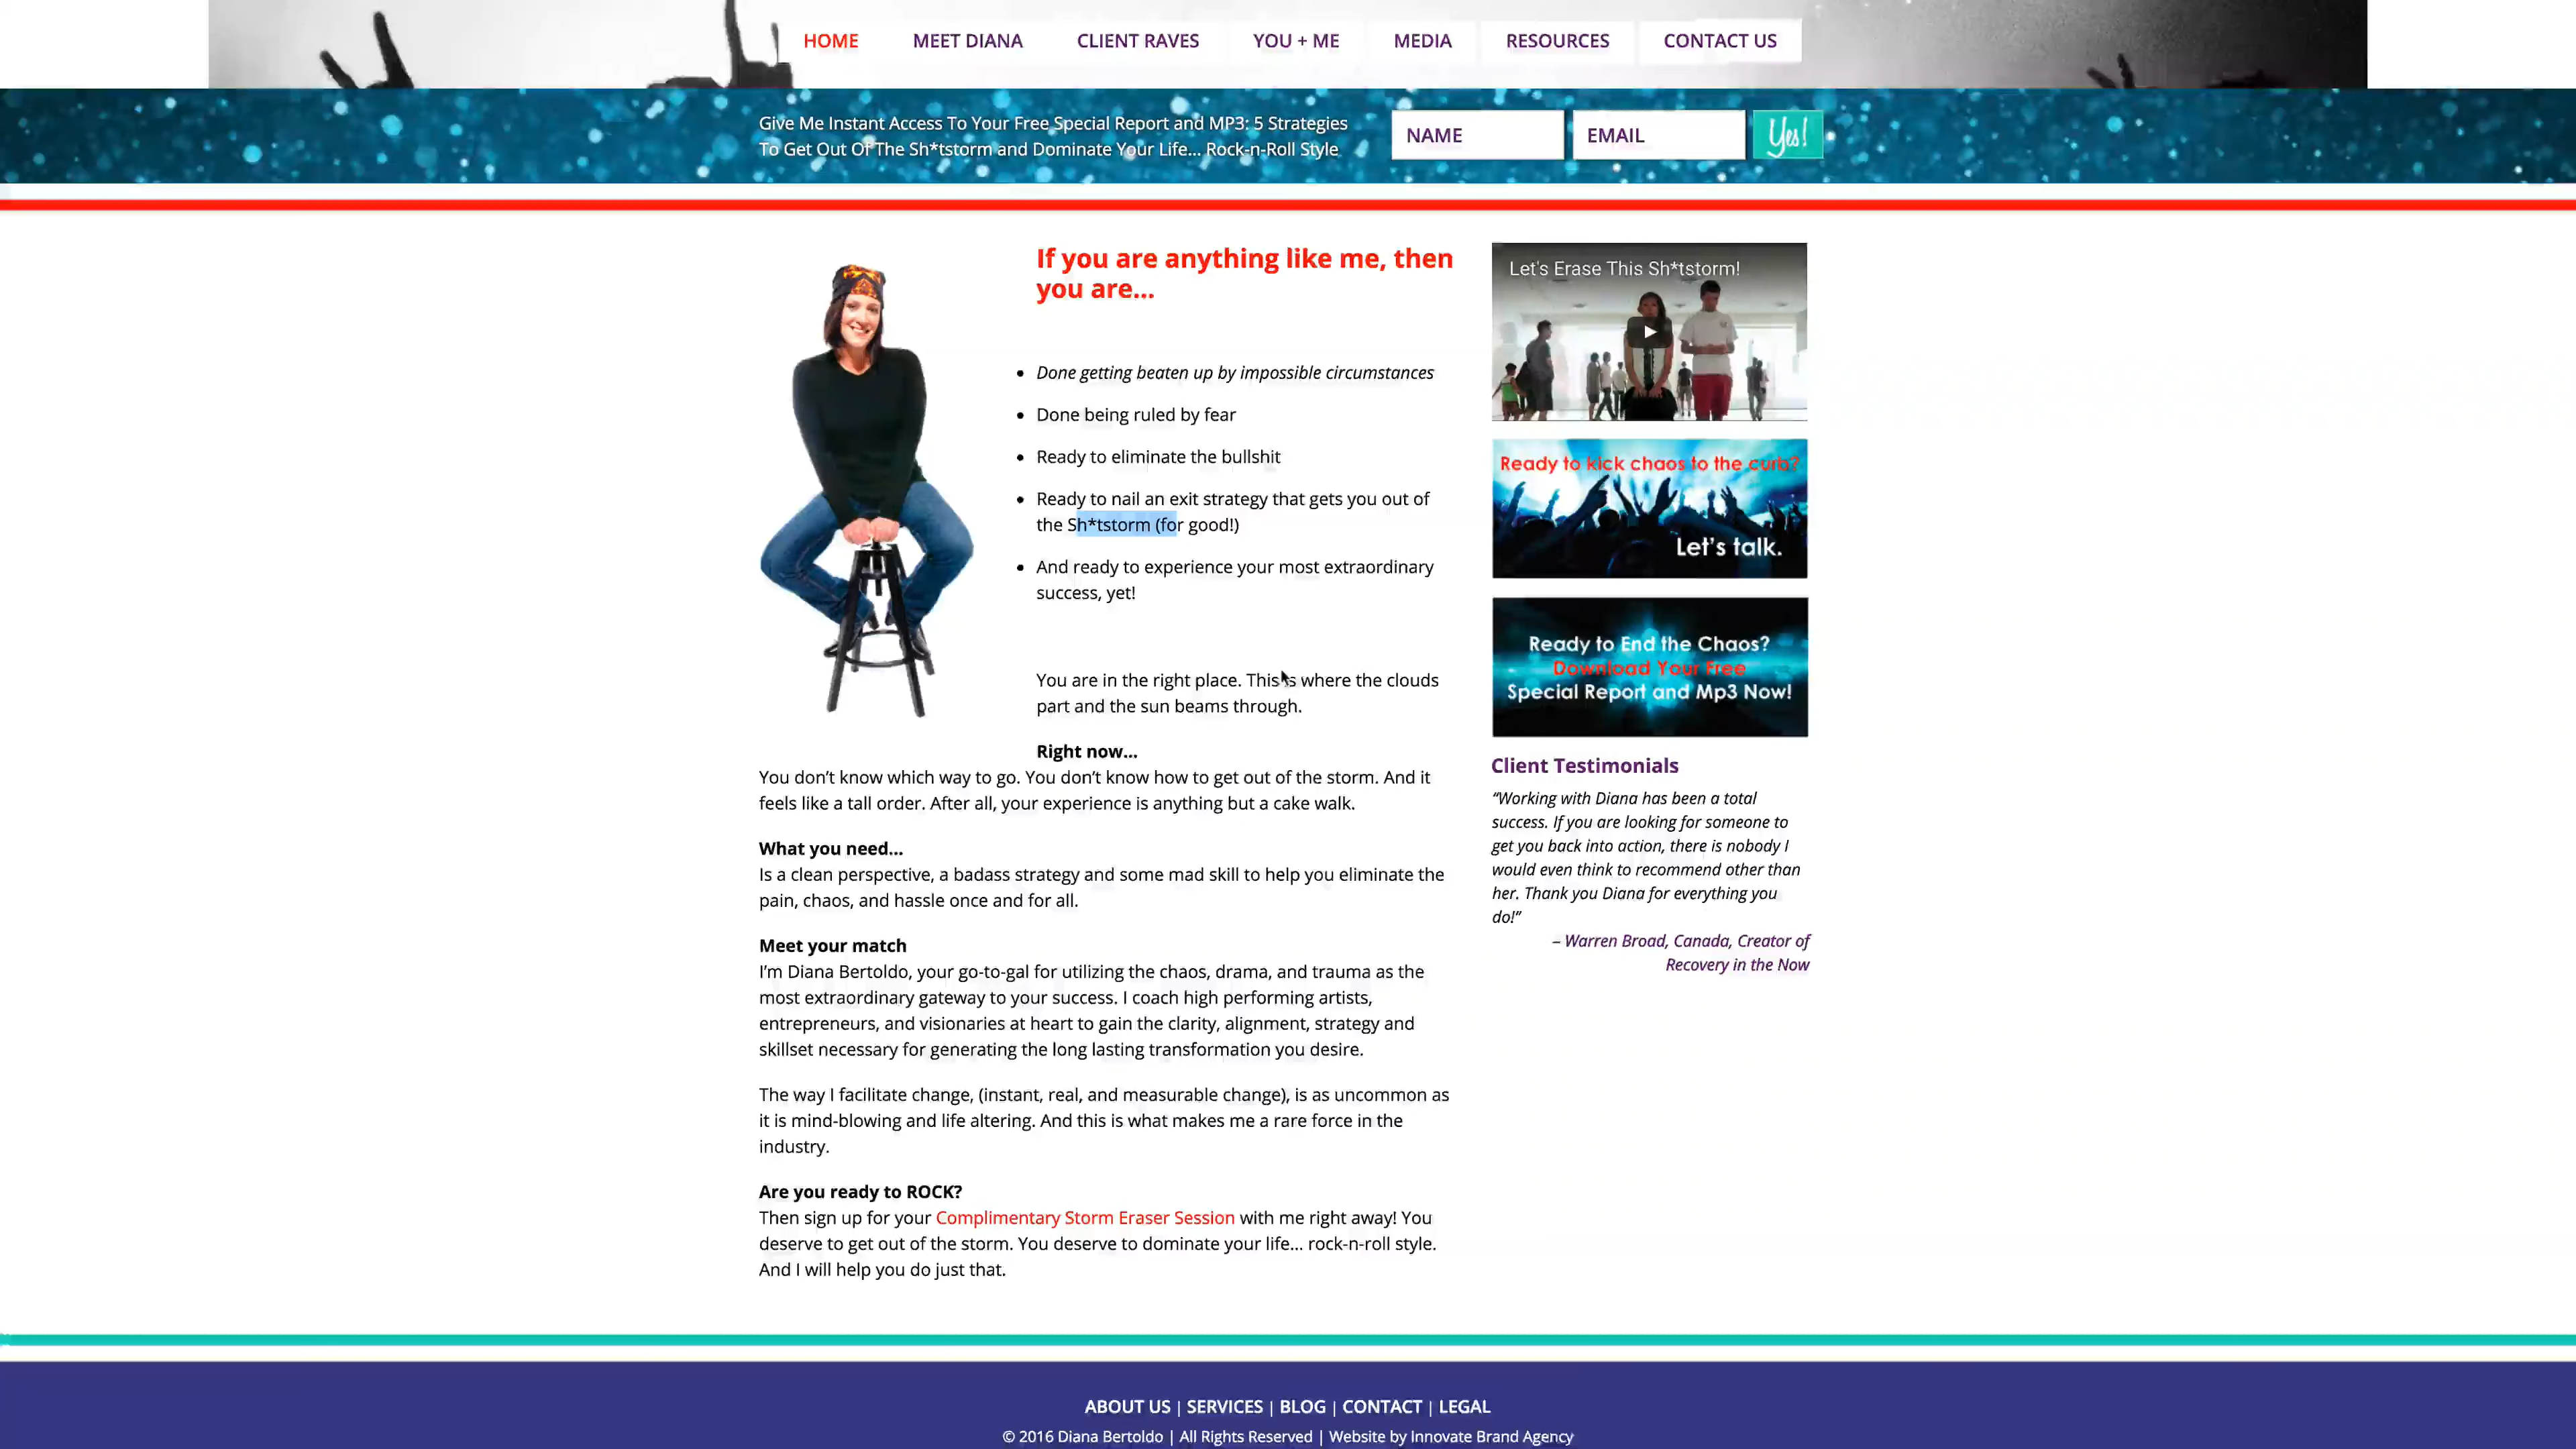 HOME
MEET DIANA
CLIENT RAVES
YOU + ME
MEDIA
RESOURCES
CONTACT US
Give Me Instant Access To Your Free Special Report and MP3: 5 Strategies
To Get Out Of The Sh*tstorm and Dominate Your Life... Rock-n-Roll Style
NAME
EMAIL
Yes!
If you are anything like me, then
you are...
• Done getting beaten up by impossible circumstances
• Done being ruled by fear
• Ready to eliminate the bullshit
• Ready to nail an exit strategy that gets you out of
the Sh*tstorm (for good!)
• And ready to experience your most extraordinary
success, yet!
You are in the right place. This is where the clouds
part and the sun beams through.
Right now...
You don't know which way to go. You don't know how to get out of the storm. And it
feels like a tall order. After all, your experience is anything but a cake walk.
What you need...
Is a clean perspective, a badass strategy and some mad skill to help you eliminate the
pain, chaos, and hassle once and for all.
Meet your match
I'm Diana Bertoldo, your go-to-gal for utilizing the chaos, drama, and trauma as the
most extraordinary gateway to your success. I coach high performing artists,
entrepreneurs, and visionaries at heart to gain the clarity, alignment, strategy and
skillset necessary for generating the long lasting transformation you desire.
The way I facilitate change, (instant, real, and measurable change), is as uncommon as
it is mind-blowing and life altering. And this is what makes me a rare force in the
industry.
Are you ready to ROCK?
Then sign up for your Complimentary Storm Eraser Session with me right away! You
deserve to get out of the storm. You deserve to dominate your life... rock-n-roll style.
And I will help you do just that.
Let's Erase This Sh*tstorm!
Ready to kick chaos to the curb?
Let's talk.
Ready to End the Chaos?
Download Your Free
Special Report and Mp3 Now!
Client Testimonials
“Working with Diana has been a total
success. If you are looking for someone to
get you back into action, there is nobody I
would even think to recommend other than
her. Thank you Diana for everything you
do!”
– Warren Broad, Canada, Creator of
Recovery in the Now
ABOUT US | SERVICES | BLOG | CONTACT | LEGAL
© 2016 Diana Bertoldo | All Rights Reserved | Website by Innovate Brand Agency